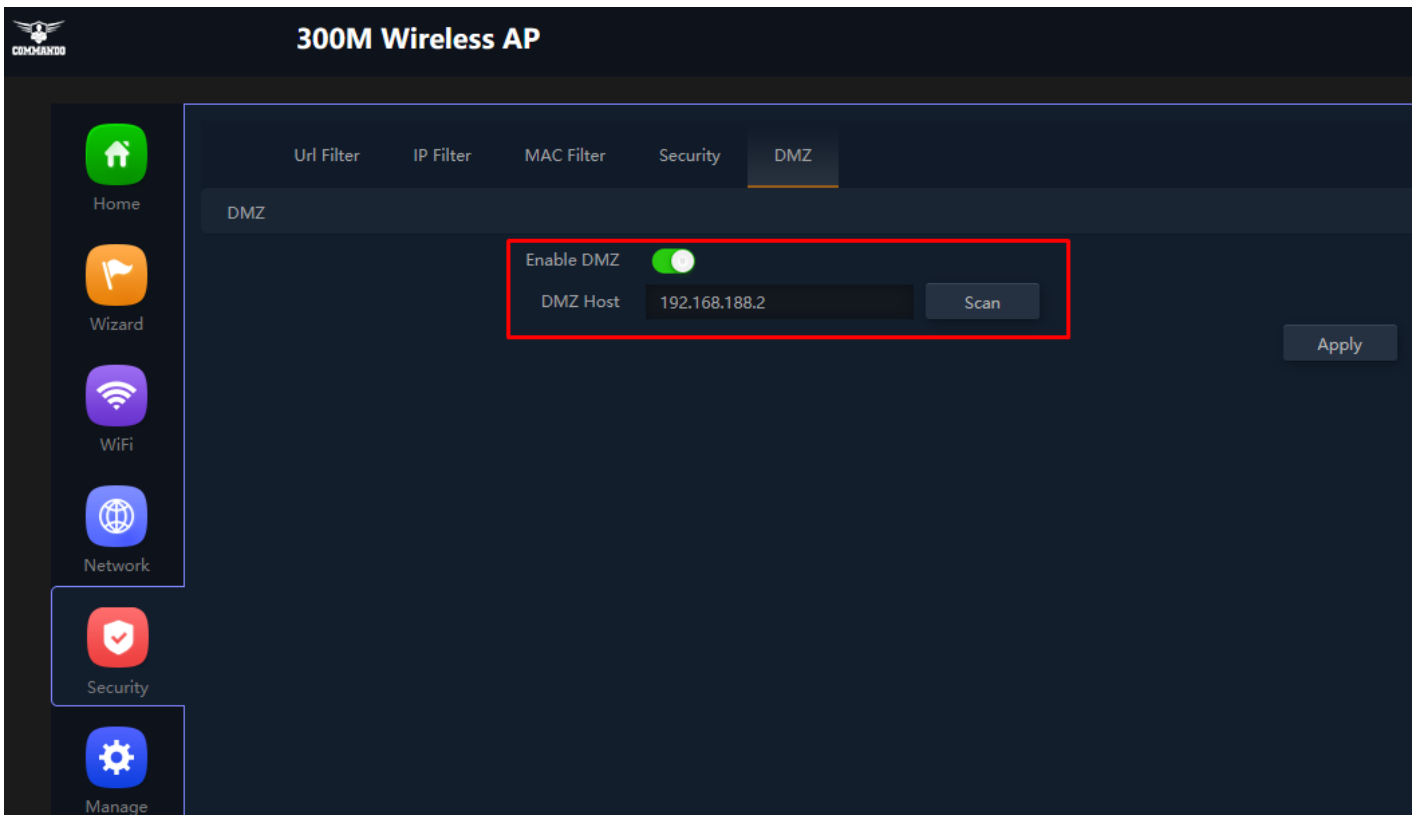 COMMANDO
300M Wireless AP
Home
Wizard
WiFi
Network
Security
Manage
Url Filter IP Filter MAC Filter Security DMZ
DMZ
Enable DMZ
DMZ Host 192.168.188.2 Scan
Apply